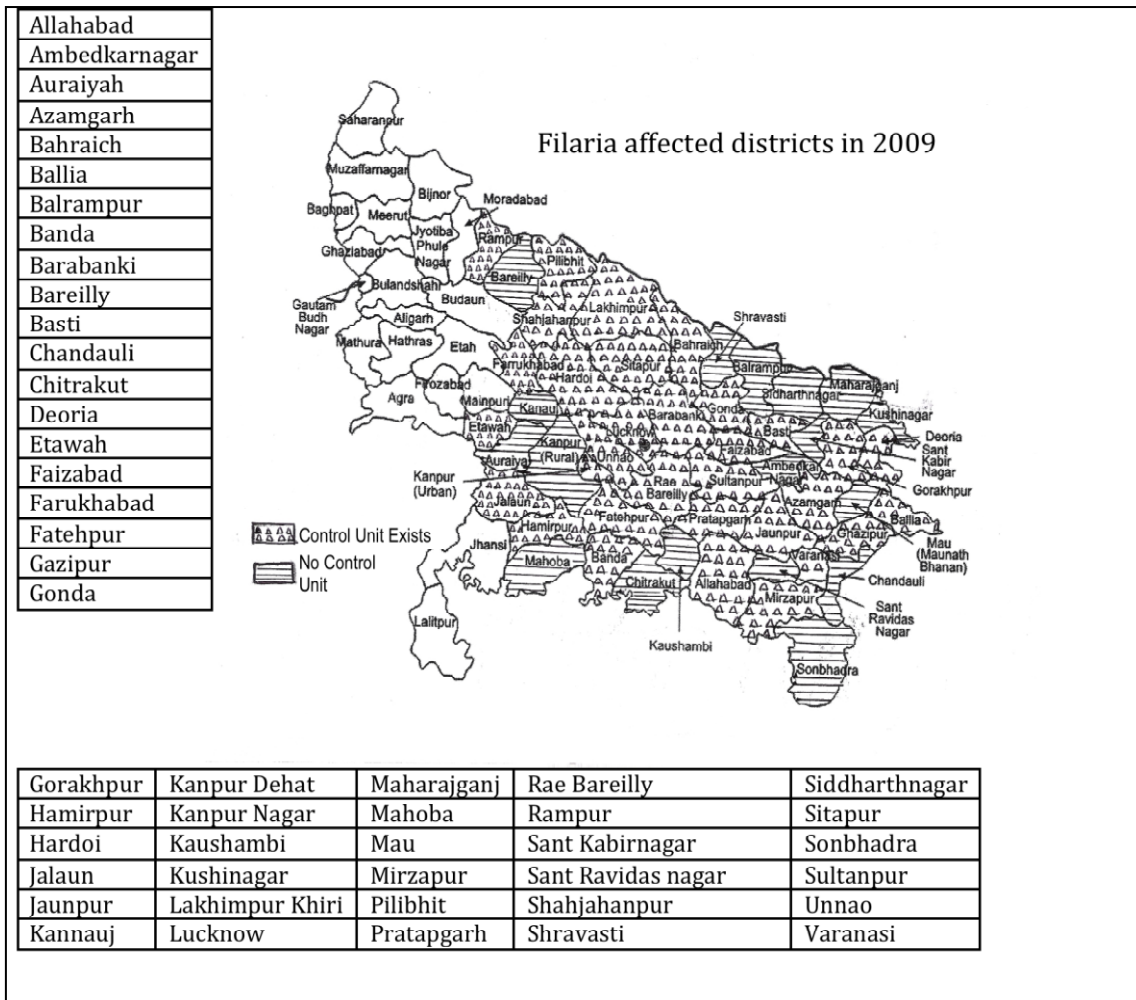 Allahabad
Ambedkarnagar
Auraiyah
Azamgarh
Bahraich
Ballia
Balrampur
Banda
Barabanki
Bareilly
Basti
Chandauli
Chitrakut
Deoria
Etawah
Faizabad
Farukhabad
Fatehpur
Gazipur
Gonda
Filaria affected districts in 2009
Saharanpur
Muzaffarnagar
Bijnor
Moradabad
Baghpat
Meerut
Jyotiba
Phule
Nagar
Rampur
Ghaziabad
Pilibhit
Bareilly
Bulandshahr
Gautam
Budh
Nagar
Budaun
Lakhimpur
Shravasti
Aligarh
Shahjahanpur
Mathura
Hathras
Etah
Bahraich
Farrukhabad
Sitapur
Balrampur
Hardoi
Maharajganj
Firozabad
Sidharthnagar
Agra
Mainpuri
Kanauj
Gonda
Kushinagar
Barabanki
Etawah
Lucknow
Basti
Deoria
Kanpur
(Rural)
Unnao
Faizabad
Sant
Kabir
Nagar
Auraiya
Ambedkar
Nagar
Kanpur
(Urban)
Rae
Bareilly
Sultanpur
Gorakhpur
Jalaun
Azamgarh
Fatehpur
Pratapgarh
Ballia
Control Unit Exists
Hamirpur
Jaunpur
Ghazipur
Mau
(Maunath
Bhanan)
Jhansi
No Control
Unit
Mahoba
Banda
Varanasi
Chitrakut
Allahabad
Chandauli
Mirzapur
Sant
Ravidas
Nagar
Lalitpur
Kaushambi
Sonbhadra
Gorakhpur Kanpur Dehat Maharajganj Rae Bareilly Siddharthnagar
Hamirpur Kanpur Nagar Mahoba Rampur Sitapur
Hardoi Kaushambi Mau Sant Kabirnagar Sonbhadra
Jalaun Kushinagar Mirzapur Sant Ravidas nagar Sultanpur
Jaunpur Lakhimpur Khiri Pilibhit Shahjahanpur Unnao
Kannauj Lucknow Pratapgarh Shravasti Varanasi